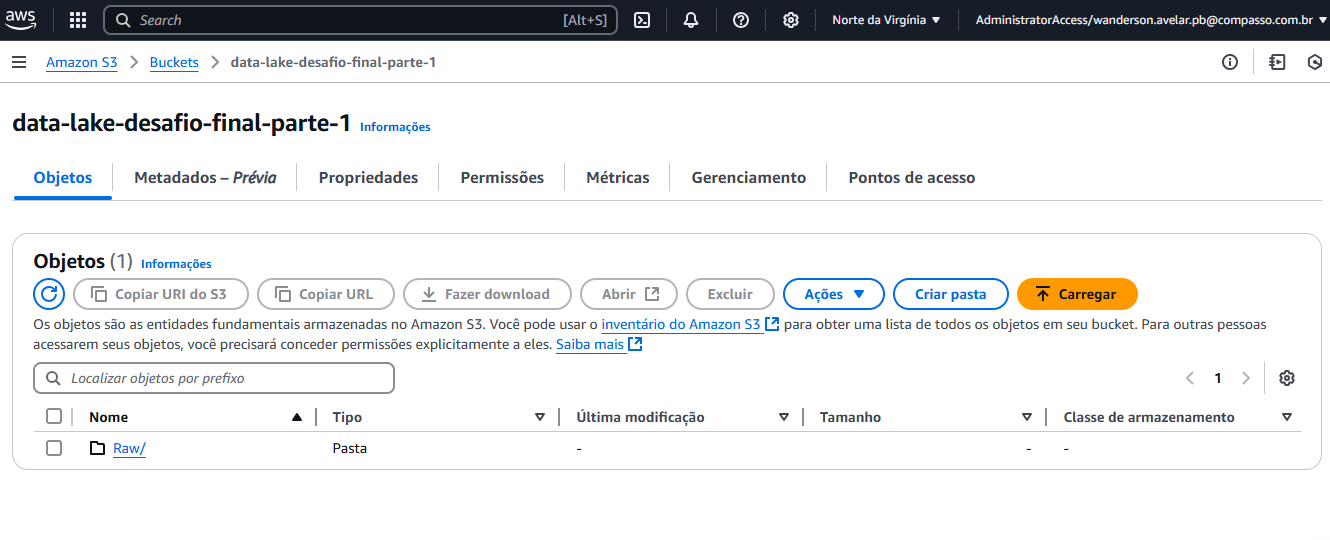 aws Search [Alt+S] Norte da Virgínia AdministratorAccess/wanderson.avelar.pb@compasso.com.br
Amazon S3 Buckets data-lake-desafio-final-parte-1
data-lake-desafio-final-parte-1 Informações
Objetos Metadados – Prévia Propriedades Permissões Métricas Gerenciamento Pontos de acesso
Objetos (1) Informações
Copiar URI do S3 Copiar URL Fazer download Abrir Excluir Ações Criar pasta Carregar
Os objetos são as entidades fundamentais armazenadas no Amazon S3. Você pode usar o inventário do Amazon S3 para obter uma lista de todos os objetos em seu bucket. Para outras pessoas
acessarem seus objetos, você precisará conceder permissões explicitamente a eles. Saiba mais
Localizar objetos por prefixo 1
Nome Tipo Última modificação Tamanho Classe de armazenamento
Raw/ Pasta - - -